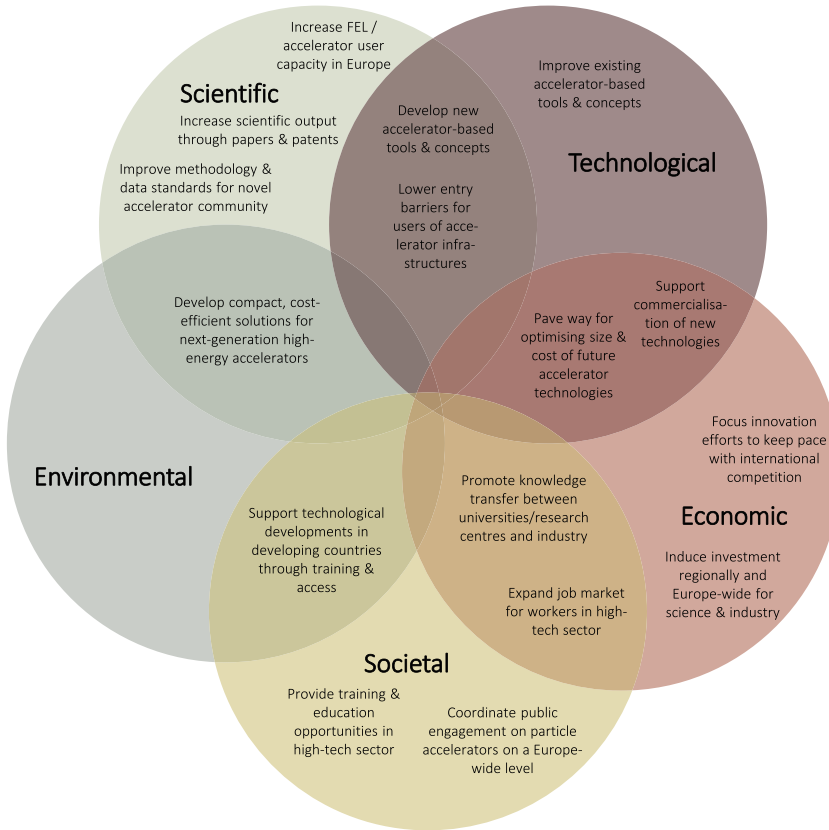 Increase FEL /
accelerator user
capacity in Europe
Scientific
Increase scientific output
through papers & patents
Improve methodology &
data standards for novel
accelerator community
Develop new
accelerator-based
tools & concepts
Lower entry
barriers for
users of acce-
lerator infra-
structures
Improve existing
accelerator-based
tools & concepts
Technological
Develop compact, cost-
efficient solutions for
next-generation high-
energy accelerators
Pave way for
optimising size &
cost of future
accelerator
technologies
Support
commercialisa-
tion of new
technologies
Focus innovation
efforts to keep pace
with international
competition
Environmental
Economic
Support technological
developments in
developing countries
through training &
access
Promote knowledge
transfer between
universities/research
centres and industry
Induce investment
regionally and
Europe-wide for
science & industry
Expand job market
for workers in high-
tech sector
Societal
Provide training &
education
opportunities in
high-tech sector
Coordinate public
engagement on particle
accelerators on a Europe-
wide level